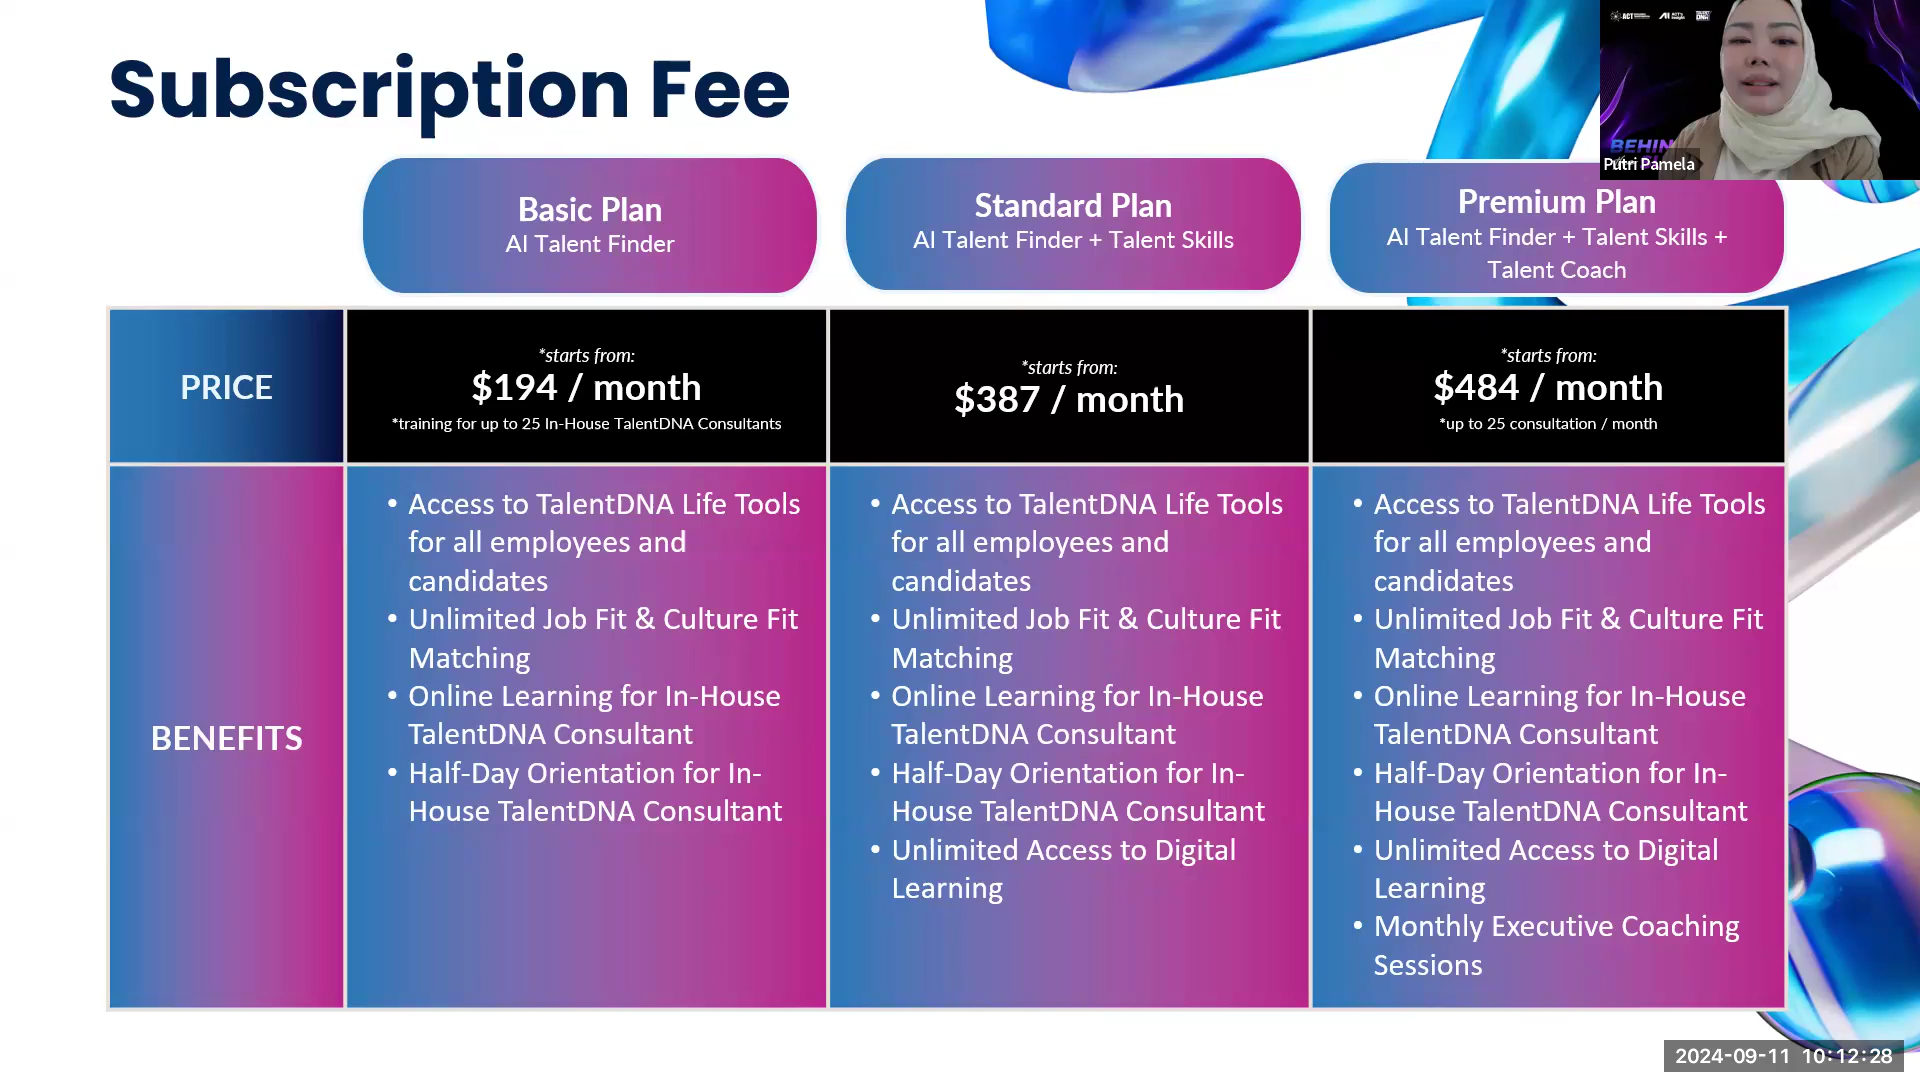 Subscription Fee
ACT
TALENT DNA
BEHIN
Putri Pamela
Basic Plan
AI Talent Finder
Standard Plan
AI Talent Finder + Talent Skills
Premium Plan
AI Talent Finder + Talent Skills +
Talent Coach
PRICE
*starts from:
$194 / month
*training for up to 25 In-House TalentDNA Consultants
*starts from:
$387 / month
*starts from:
$484 / month
*up to 25 consultation / month
BENEFITS
• Access to TalentDNA Life Tools
for all employees and
candidates
• Unlimited Job Fit & Culture Fit
Matching
• Online Learning for In-House
TalentDNA Consultant
• Half-Day Orientation for In-
House TalentDNA Consultant
• Access to TalentDNA Life Tools
for all employees and
candidates
• Unlimited Job Fit & Culture Fit
Matching
• Online Learning for In-House
TalentDNA Consultant
• Half-Day Orientation for In-
House TalentDNA Consultant
• Unlimited Access to Digital
Learning
• Access to TalentDNA Life Tools
for all employees and
candidates
• Unlimited Job Fit & Culture Fit
Matching
• Online Learning for In-House
TalentDNA Consultant
• Half-Day Orientation for In-
House TalentDNA Consultant
• Unlimited Access to Digital
Learning
• Monthly Executive Coaching
Sessions
2024-09-11 10:12:28